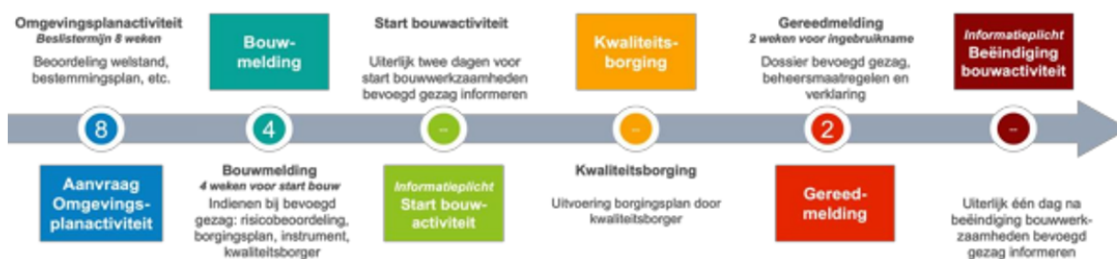 Omgevingsplanactiviteit
Beslistermijn 8 weken
Beoordeling welstand,
bestemmingsplan, etc.
8
Aanvraag
Omgevings-
planactiviteit
Bouw-
melding
4
Bouwmelding
4 weken voor start bouw
Indienen bij bevoegd
gezag: risicobeoordeling,
borgingsplan, instrument,
kwaliteitsborger
Start bouwactiviteit
Uiterlijk twee dagen voor
start bouwwerkzaamheden
bevoegd gezag informeren
-
Informatieplicht
Start bouw-
activiteit
Kwaliteits-
borging
-
Kwaliteitsborging
Uitvoering borgingsplan door
kwaliteitsborger
Gereedmelding
2 weken voor ingebruikname
Dossier bevoegd gezag,
beheersmaatregelen en
verklaring
2
Gereed-
melding
Informatieplicht
Beëindiging
bouwactiviteit
-
Uiterlijk één dag na
beëindiging bouwwerk-
zaamheden bevoegd
gezag informeren